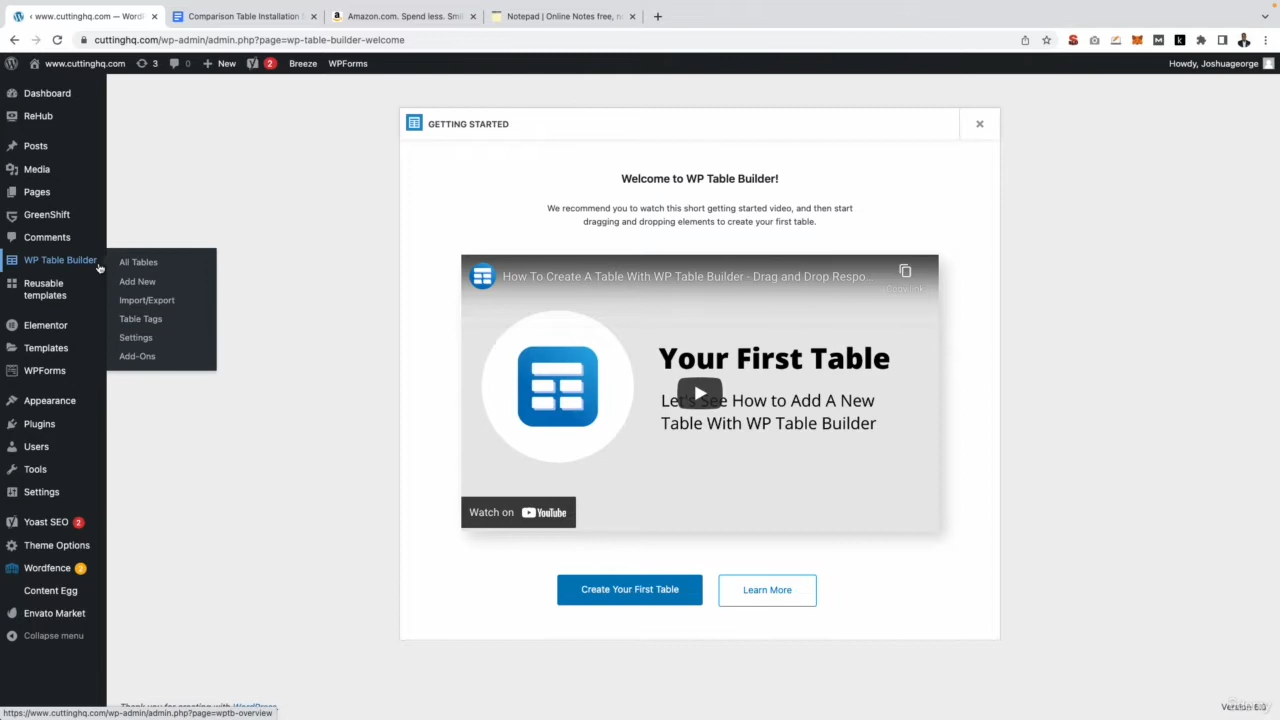 ‹ www.cuttinghq.com — WordP
Comparison Table Installation
Amazon.com. Spend less. Smi
Notepad | Online Notes free, n
cuttinghq.com/wp-admin/admin.php?page=wp-table-builder-welcome
www.cuttinghq.com 3 0 New 2 Breeze WPForms Howdy, Joshuageorge
Dashboard
ReHub
Posts
Media
Pages
GreenShift
Comments
WP Table Builder
Reusable
templates
Elementor
Templates
WPForms
Appearance
Plugins
Users
Tools
Settings
Yoast SEO 2
Theme Options
Wordfence 2
Content Egg
Envato Market
Collapse menu
All Tables
Add New
Import/Export
Table Tags
Settings
Add-Ons
GETTING STARTED
Welcome to WP Table Builder!
We recommend you to watch this short getting started video, and then start
dragging and dropping elements to create your first table.
How To Create A Table With WP Table Builder - Drag and Drop Respo...
Copy link
Your First Table
Let's See How to Add A New
Table With WP Table Builder
Watch on YouTube
Create Your First Table
Learn More
Thank you for creating with WordPress
https://www.cuttinghq.com/wp-admin/admin.php?page=wptb-overview
Version 6.0